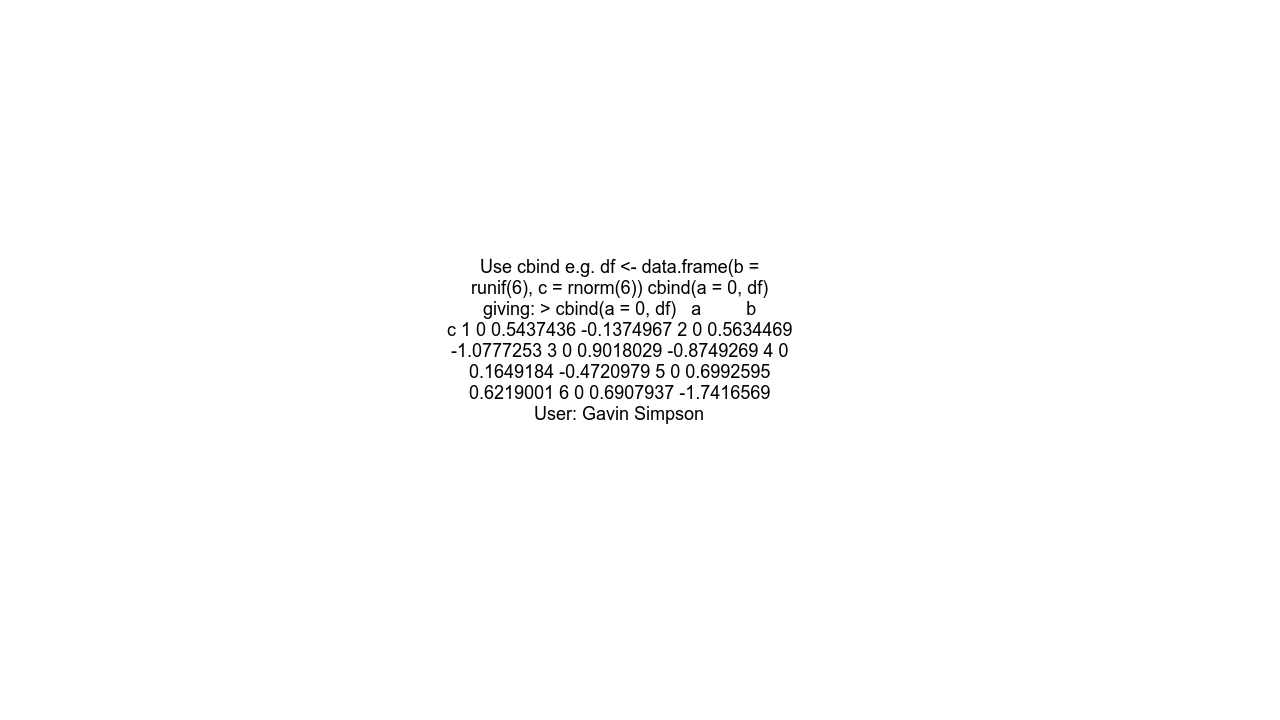 Use cbind e.g. df <- data.frame(b =
runif(6), c = rnorm(6)) cbind(a = 0, df)
giving: > cbind(a = 0, df)   a         b
c 1 0 0.5437436 -0.1374967 2 0 0.5634469
-1.0777253 3 0 0.9018029 -0.8749269 4 0
0.1649184 -0.4720979 5 0 0.6992595
0.6219001 6 0 0.6907937 -1.7416569
User: Gavin Simpson